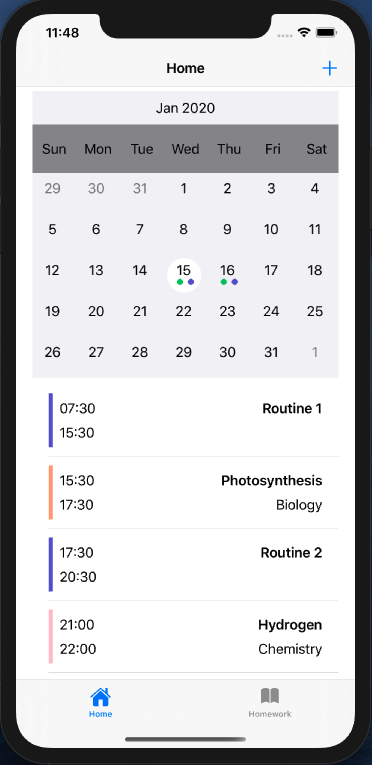 11:48
Home
Jan 2020
Sun Mon Tue Wed Thu Fri Sat
29 30 31 1 2 3 4
5 6 7 8 9 10 11
12 13 14 15 16 17 18
19 20 21 22 23 24 25
26 27 28 29 30 31 1
07:30 Routine 1
15:30
15:30 Photosynthesis
17:30 Biology
17:30 Routine 2
20:30
21:00 Hydrogen
22:00 Chemistry
Home Homework